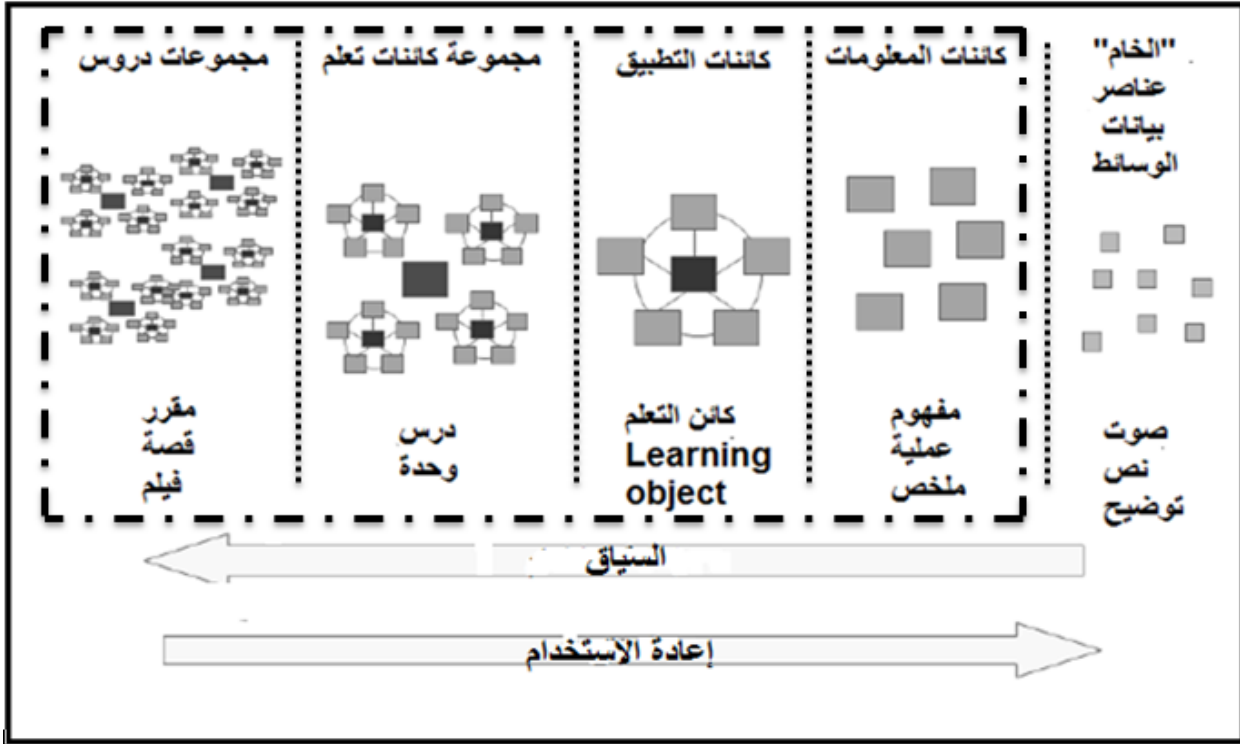 "الخام"
عناصر
بيانات
الوسائط
كائنات المعلومات
كائنات التطبيق
مجموعة كائنات تعلم
مجموعات دروس
صوت
نص
توضيح
مفهوم
عملية
ملخص
كائن التعلم
Learning
object
درس
وحدة
مقرر
قصة
فيلم
السياق
إعادة الإستخدام